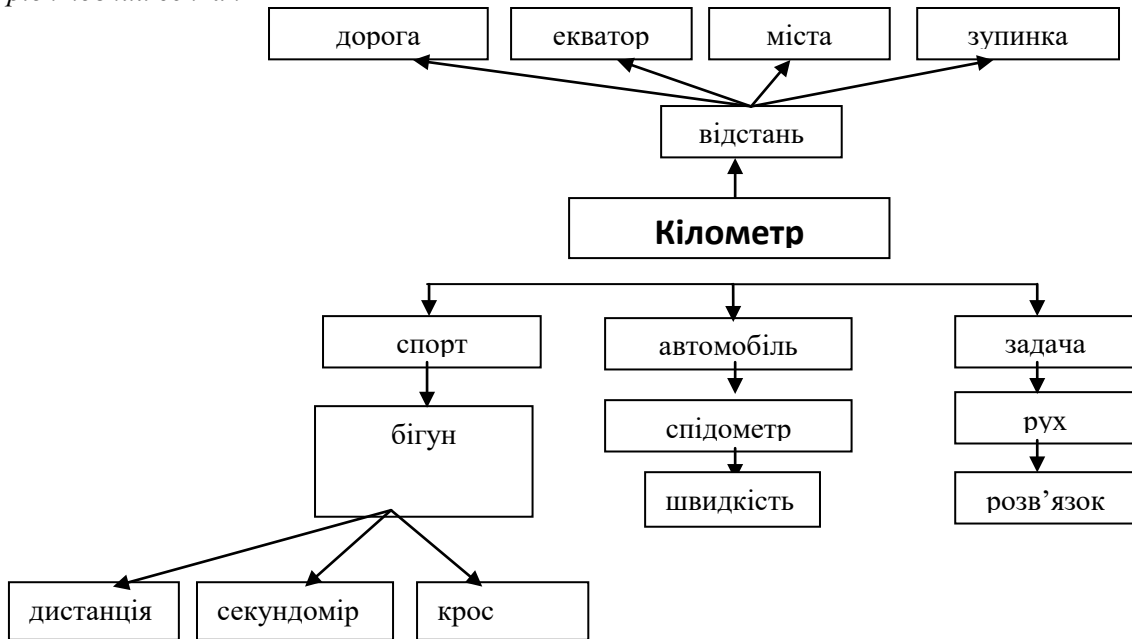 дорога екватор міста зупинка
відстань
Кілометр
спорт автомобіль задача
бігун спідометр рух
швидкість розв’язок
дистанція секундомір крос